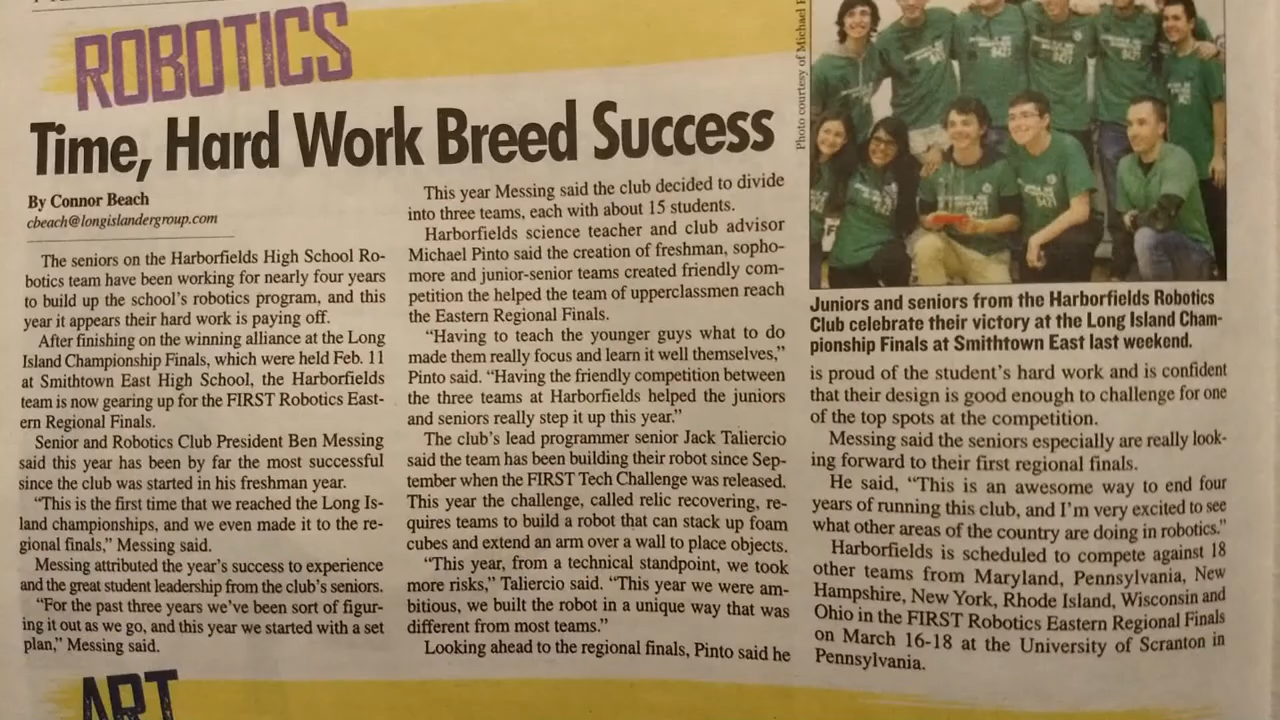 ROBOTICS
Time, Hard Work Breed Success
By Connor Beach
cbeach@longislandergroup.com
The seniors on the Harborfields High School Ro-
botics team have been working for nearly four years
to build up the school's robotics program, and this
year it appears their hard work is paying off.
After finishing on the winning alliance at the Long
Island Championship Finals, which were held Feb. 11
at Smithtown East High School, the Harborfields
team is now gearing up for the FIRST Robotics East-
ern Regional Finals.
Senior and Robotics Club President Ben Messing
said this year has been by far the most successful
since the club was started in his freshman year.
“This is the first time that we reached the Long Is-
land championships, and we even made it to the re-
gional finals,” Messing said.
Messing attributed the year's success to experience
and the great student leadership from the club's seniors.
“For the past three years we've been sort of figur-
ing it out as we go, and this year we started with a set
plan,” Messing said.
This year Messing said the club decided to divide
into three teams, each with about 15 students.
Harborfields science teacher and club advisor
Michael Pinto said the creation of freshman, sopho-
more and junior-senior teams created friendly com-
petition the helped the team of upperclassmen reach
the Eastern Regional Finals.
“Having to teach the younger guys what to do
made them really focus and learn it well themselves,”
Pinto said. “Having the friendly competition between
the three teams at Harborfields helped the juniors
and seniors really step it up this year.”
The club's lead programmer senior Jack Taliercio
said the team has been building their robot since Sep-
tember when the FIRST Tech Challenge was released.
This year the challenge, called relic recovering, re-
quires teams to build a robot that can stack up foam
cubes and extend an arm over a wall to place objects.
“This year, from a technical standpoint, we took
more risks,” Taliercio said. “This year we were am-
bitious, we built the robot in a unique way that was
different from most teams.”
Looking ahead to the regional finals, Pinto said he
Photo courtesy of Michael
Juniors and seniors from the Harborfields Robotics
Club celebrate their victory at the Long Island Cham-
pionship Finals at Smithtown East last weekend.
is proud of the student's hard work and is confident
that their design is good enough to challenge for one
of the top spots at the competition.
Messing said the seniors especially are really look-
ing forward to their first regional finals.
He said, “This is an awesome way to end four
years of running this club, and I'm very excited to see
what other areas of the country are doing in robotics.”
Harborfields is scheduled to compete against 18
other teams from Maryland, Pennsylvania, New
Hampshire, New York, Rhode Island, Wisconsin and
Ohio in the FIRST Robotics Eastern Regional Finals
on March 16-18 at the University of Scranton in
Pennsylvania.
ART